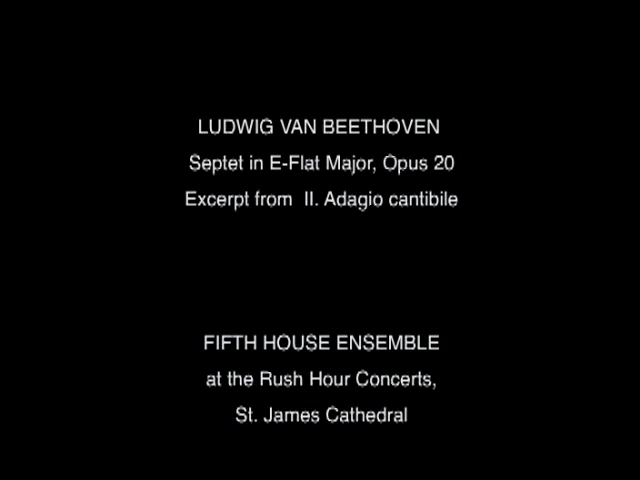 LUDWIG VAN BEETHOVEN
Septet in E-Flat Major, Opus 20
Excerpt from  II. Adagio cantibile
FIFTH HOUSE ENSEMBLE
at the Rush Hour Concerts,
St. James Cathedral